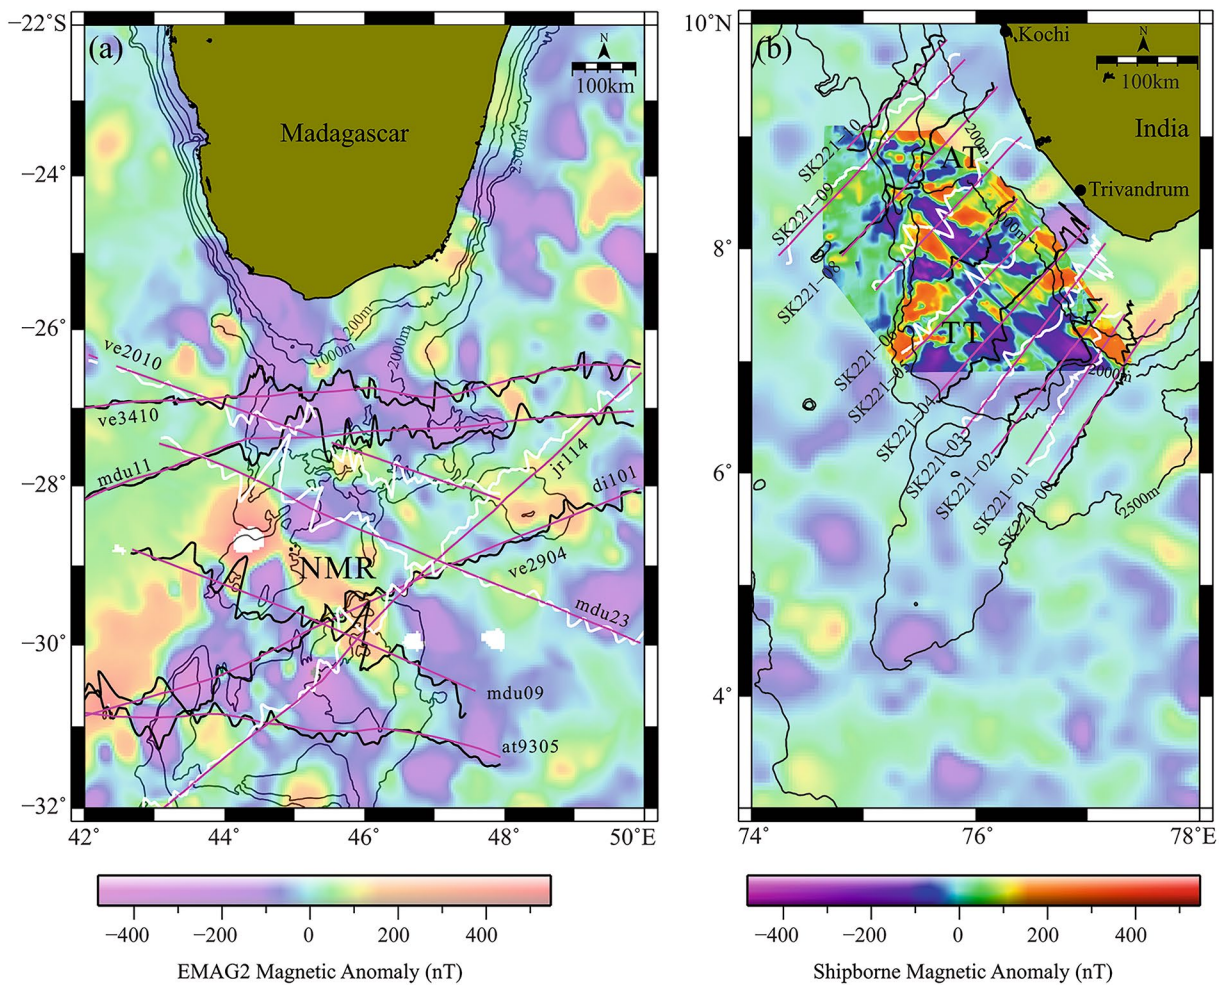 −22°S
−24°
−26°
−28°
−30°
−32°
(a)
N
100km
Madagascar
2500m
200m
1000m
2000m
ve2010
ve3410
mdu11
jr114
di101
NMR
ve2904
mdu23
mdu09
at9305
42
44
46
48
50°E
−400
−200
0
200
400
EMAG2 Magnetic Anomaly (nT)
10°N
8°
6°
4°
(b)
Kochi
N
100km
India
Trivandrum
200m
AT
TT
2000m
2500m
SK221−10
SK221−09
SK221−08
SK221−06
SK221−04
SK221−03
SK221−02
SK221−01
SK221−00
74°
76°
78°E
−400
−200
0
200
400
Shipborne Magnetic Anomaly (nT)